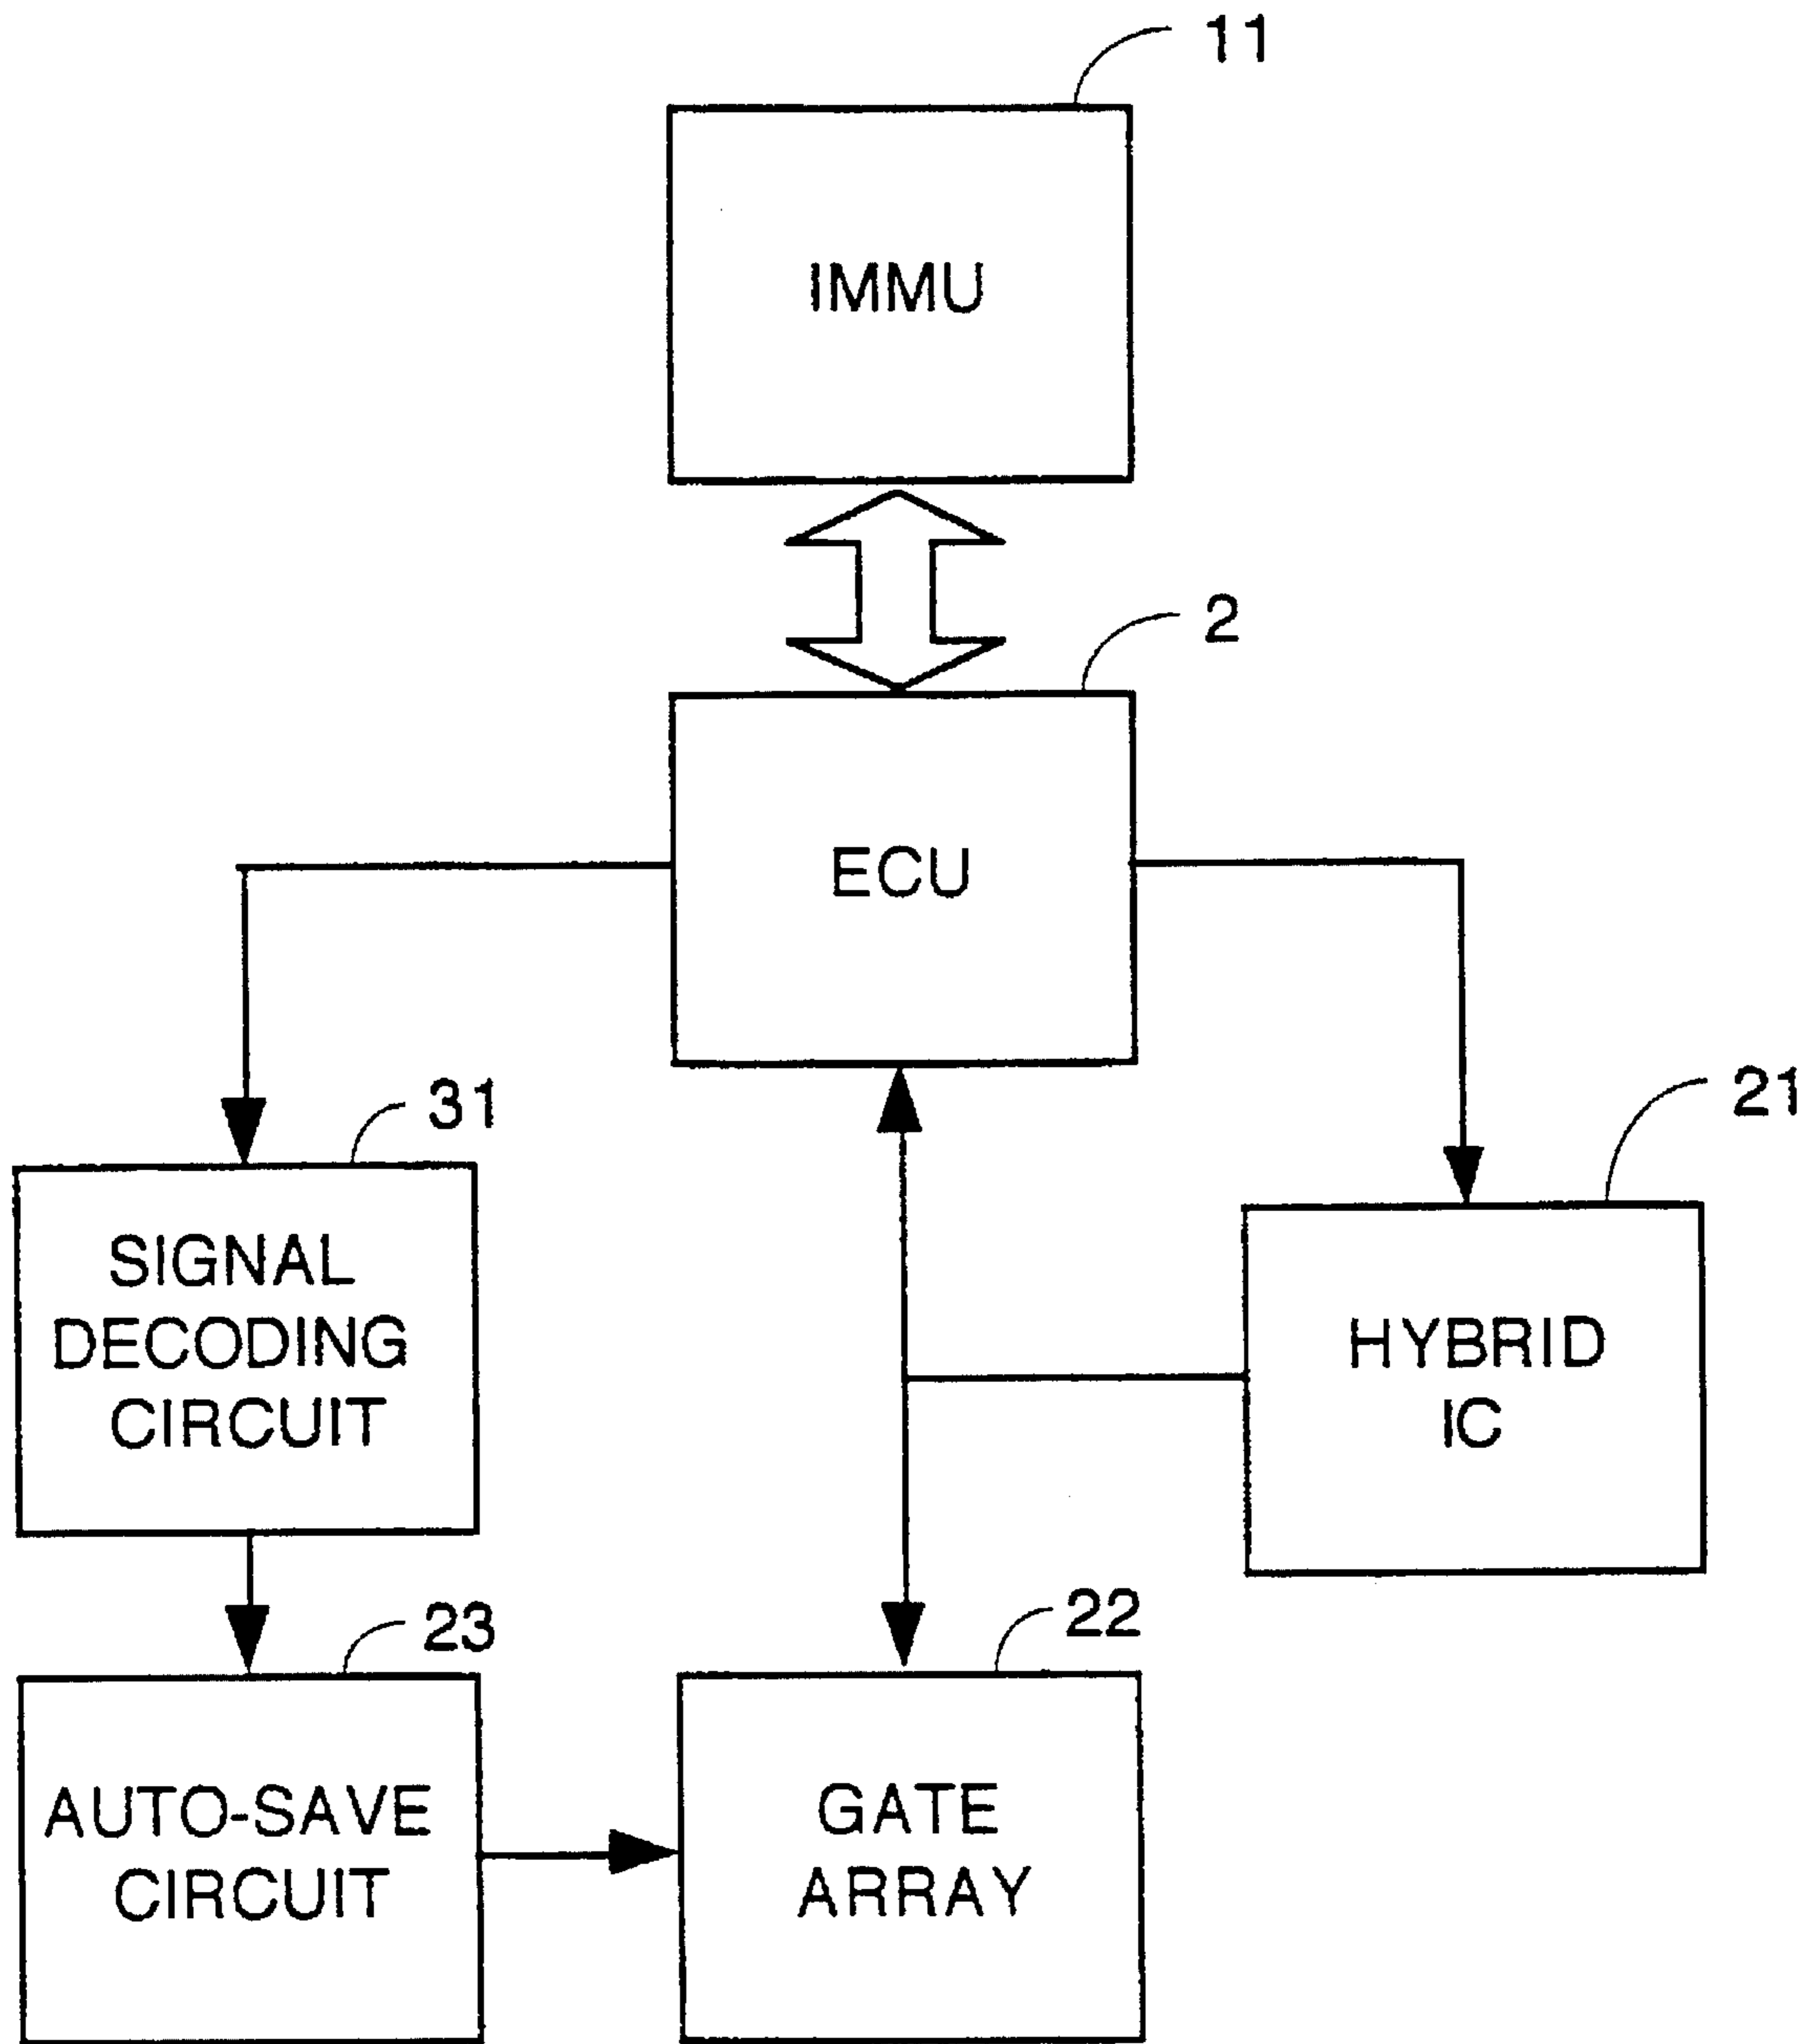 11
IMMU
2
ECU
31
21
SIGNAL
DECODING
CIRCUIT
HYBRID
IC
23
22
AUTO-SAVE
CIRCUIT
GATE
ARRAY